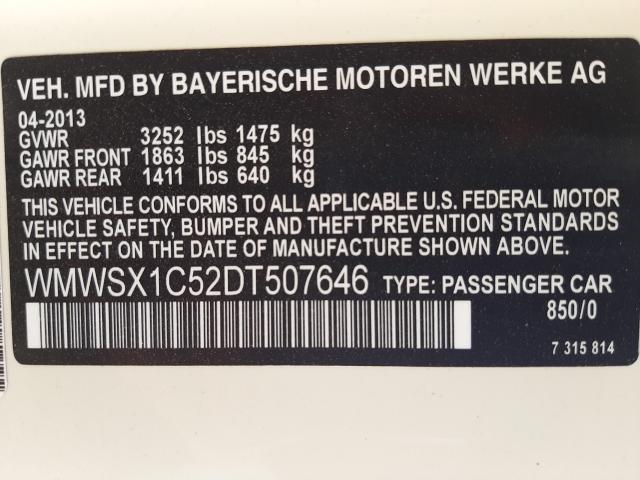 VEH. MFD BY BAYERISCHE MOTOREN WERKE AG
04-2013
GVWR 3252 lbs 1475 kg
GAWR FRONT 1863 lbs 845 kg
GAWR REAR 1411 lbs 640 kg
THIS VEHICLE CONFORMS TO ALL APPLICABLE U.S. FEDERAL MOTOR
VEHICLE SAFETY, BUMPER AND THEFT PREVENTION STANDARDS
IN EFFECT ON THE DATE OF MANUFACTURE SHOWN ABOVE.
WMWSX1C52DT507646 TYPE: PASSENGER CAR
850/0
7 315 814